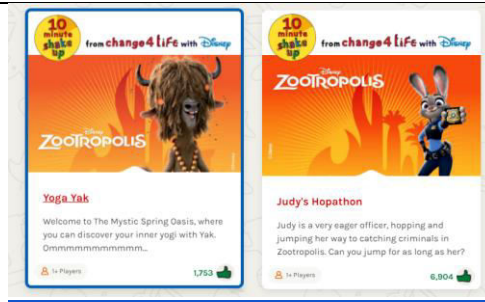 10
minute
shake
up
from change4Life with Disney
Disney
ZOOTROPOLIS
Yoga Yak
Welcome to The Mystic Spring Oasis, where
you can discover your inner yogi with Yak.
Ommmmmmmmmmm...
1+ Players
1,753
10
minute
shake
up
from change4Life with Disney
Disney
ZOOTROPOLIS
Judy's Hopathon
Judy is a very eager officer, hopping and
jumping her way to catching criminals in
Zootropolis. Can you jump for as long as her?
1+ Players
6,904